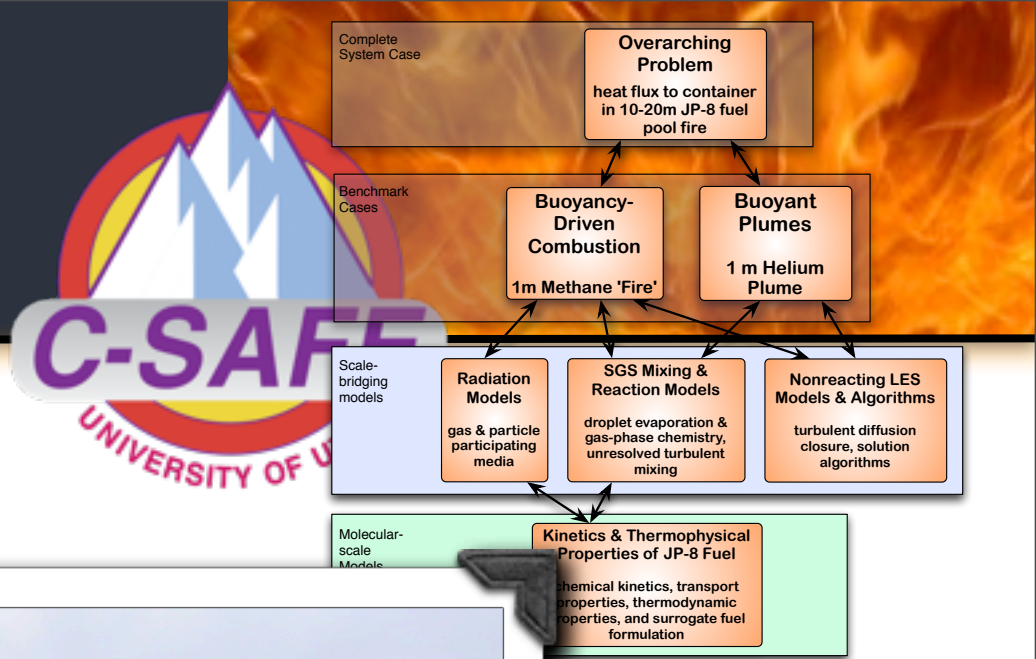 Complete
System Case
Overarching
Problem
heat flux to container
in 10-20m JP-8 fuel
pool fire
Benchmark
Cases
Buoyancy-
Driven
Combustion
1m Methane 'Fire'
Buoyant
Plumes
1 m Helium
Plume
C-SAFE
UNIVERSITY OF
Scale-
bridging
models
Radiation
Models
gas & particle
participating
media
SGS Mixing &
Reaction Models
droplet evaporation &
gas-phase chemistry,
unresolved turbulent
mixing
Nonreacting LES
Models & Algorithms
turbulent diffusion
closure, solution
algorithms
Molecular-
scale
Models
Kinetics & Thermophysical
Properties of JP-8 Fuel
chemical kinetics, transport
properties, thermodynamic
properties, and surrogate fuel
formulation